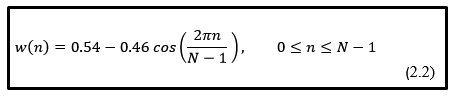 w(n) = 0.54 − 0.46 cos(2πn / N − 1), 0 ≤ n ≤ N − 1
(2.2)